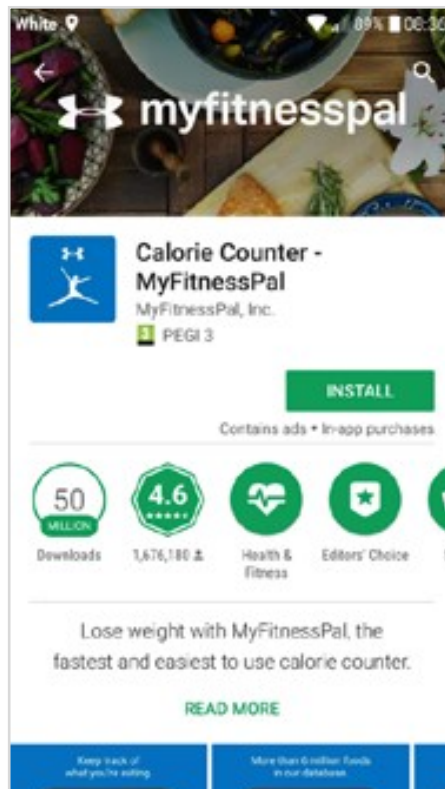 White
89% 08:36
myfitnesspal
Calorie Counter -
MyFitnessPal
MyFitnessPal, Inc.
3 PEGI 3
INSTALL
Contains ads • In-app purchases
50
MILLION
Downloads
4.6
1,676,180
Health &
Fitness
Editors' Choice
Lose weight with MyFitnessPal, the
fastest and easiest to use calorie counter.
READ MORE
Keep track of
what you're eating.
More than 6 million foods
in our database.